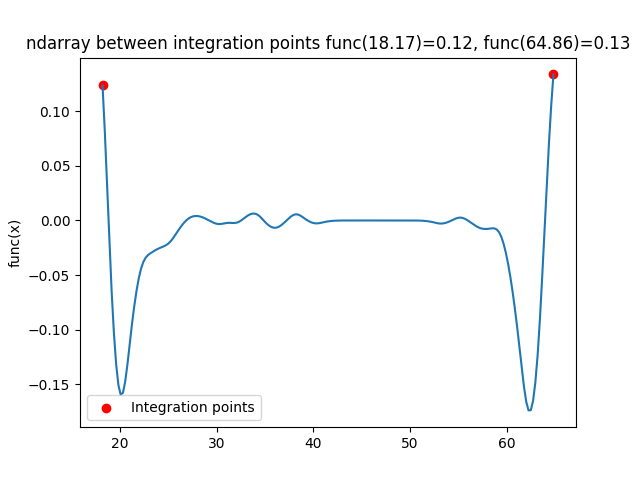 ndarray between integration points func(18.17)=0.12, func(64.86)=0.13
0.10
0.05
0.00
−0.05
−0.10
−0.15
func(x)
Integration points
20 30 40 50 60